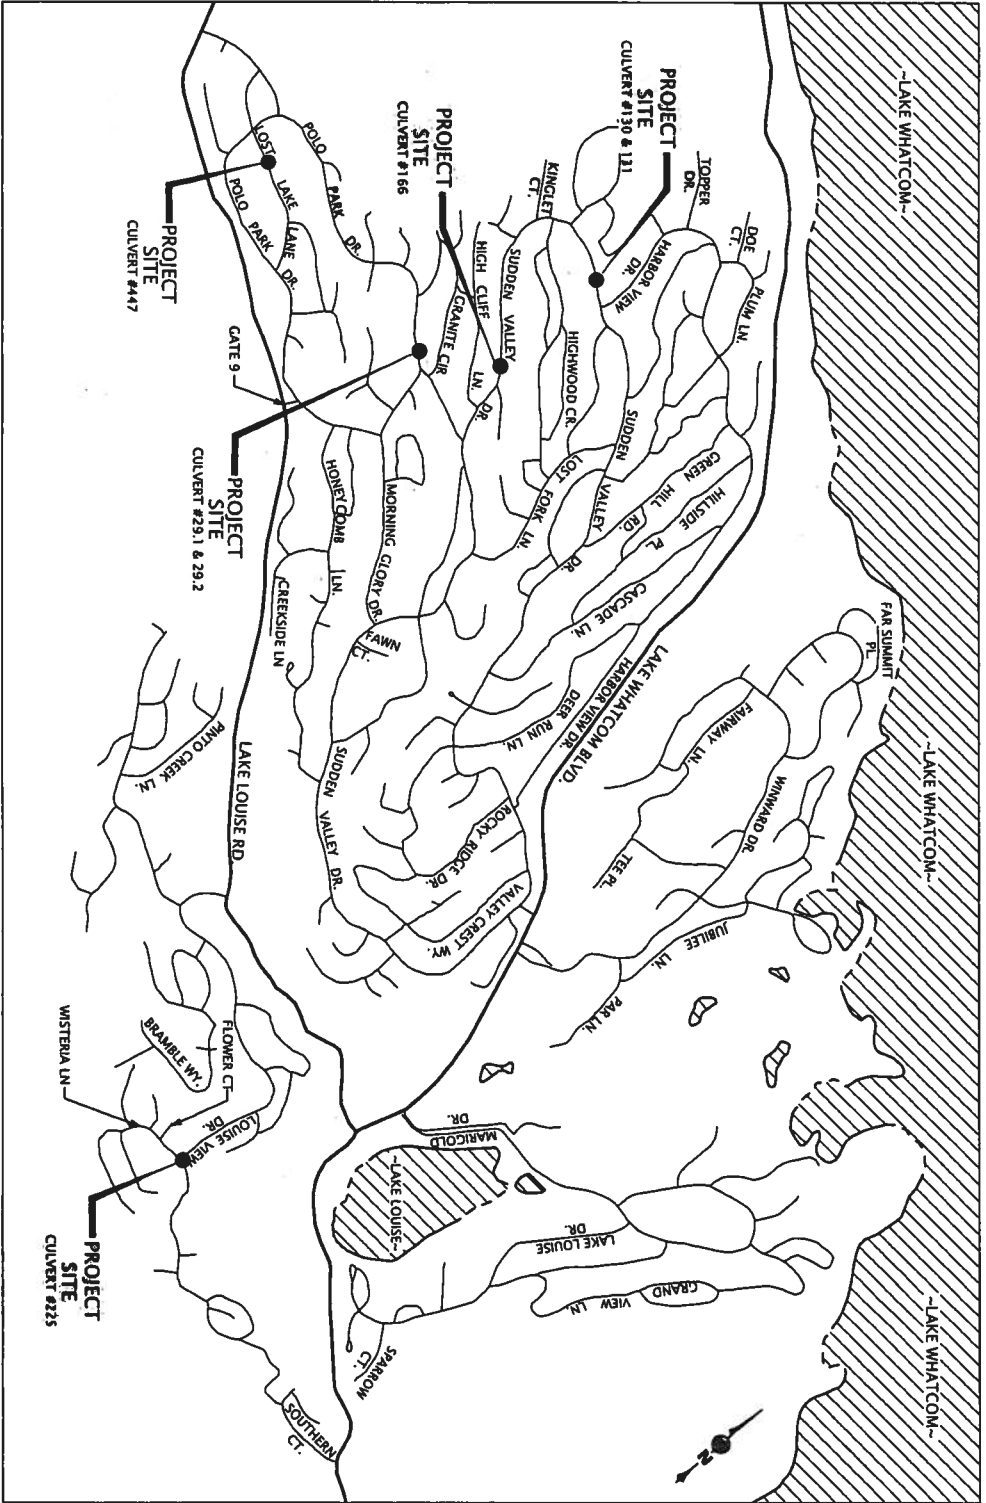 ~LAKE WHATCOM~
~LAKE WHATCOM~
~LAKE WHATCOM~
PROJECT
SITE
CULVERT #130 & 131
PROJECT
SITE
CULVERT #166
PROJECT
SITE
CULVERT #447
PROJECT
SITE
CULVERT #29.1 & 29.2
PROJECT
SITE
CULVERT #225
TOPPER
DR.
DOE
CT.
PLUM LN.
KINGLET
CT.
HARBOR VIEW
DR.
SUDDEN VALLEY
DR.
HIGH CLIFF
LN.
GRANITE CIR
HIGHWOOD CR.
POLO PARK DR.
LOST LAKE LANE
POLO PARK DR.
GATE 9
SUDDEN
VALLEY
DR.
LOST
FORK LN.
GREEN
HILL RD.
HILLSIDE
PL.
CASCADE LN.
LAKE WHATCOM BLVD.
HARBOR VIEW DR.
DEER RUN LN.
HONEYCOMB LN.
MORNING GLORY DR.
CREEKSIDE LN
FAWN
CT.
FAR SUMMIT
PL
FAIRWAY LN.
WINWARD DR.
TEE PL.
JUBILEE
LN.
PAR LN.
ROCKY RIDGE DR.
VALLEY CREST WY.
SUDDEN VALLEY DR.
LAKE LOUISE RD
PINTO CREEK LN.
FLOWER CT
BRAMBLE WY.
WISTERIA LN
LOUISE VIEW
DR.
MARIGOLD
DR.
~LAKE LOUISE~
LAKE LOUISE
DR.
GRAND
VIEW LN
SPARROW
CT.
SOUTHERN
CT.
N